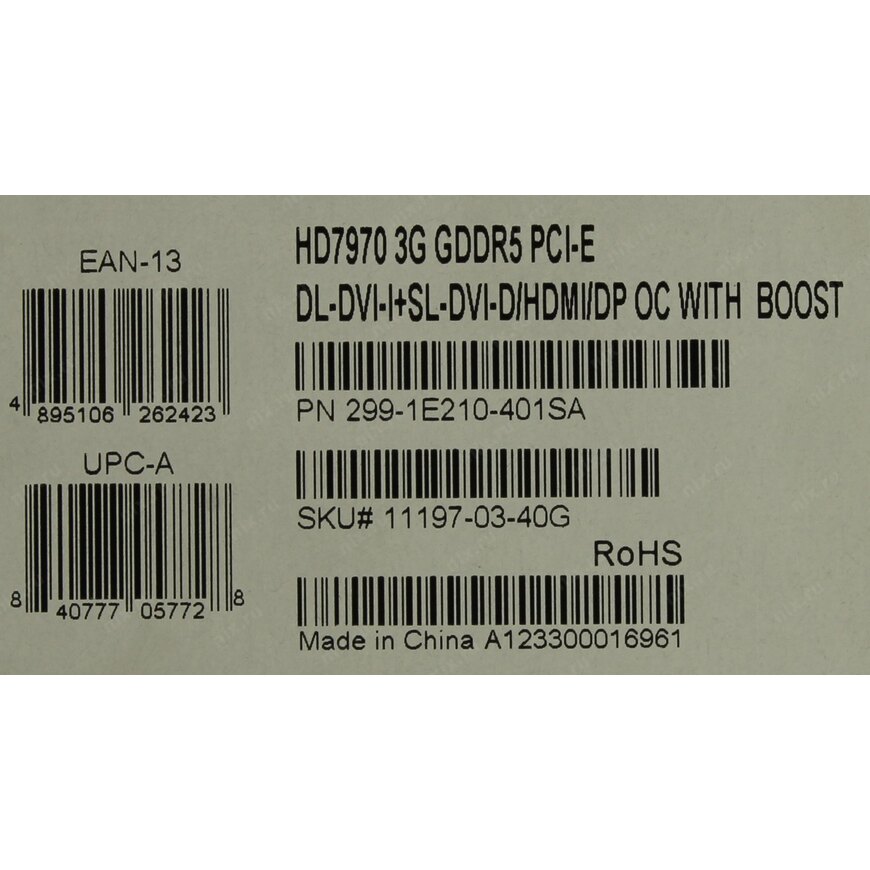 EAN-13
4 895106 262423
UPC-A
8 40777 05772 8
HD7970 3G GDDR5 PCI-E
DL-DVI-I+SL-DVI-D/HDMI/DP OC WITH BOOST
PN 299-1E210-401SA
SKU# 11197-03-40G
RoHS
Made in China A123300016961